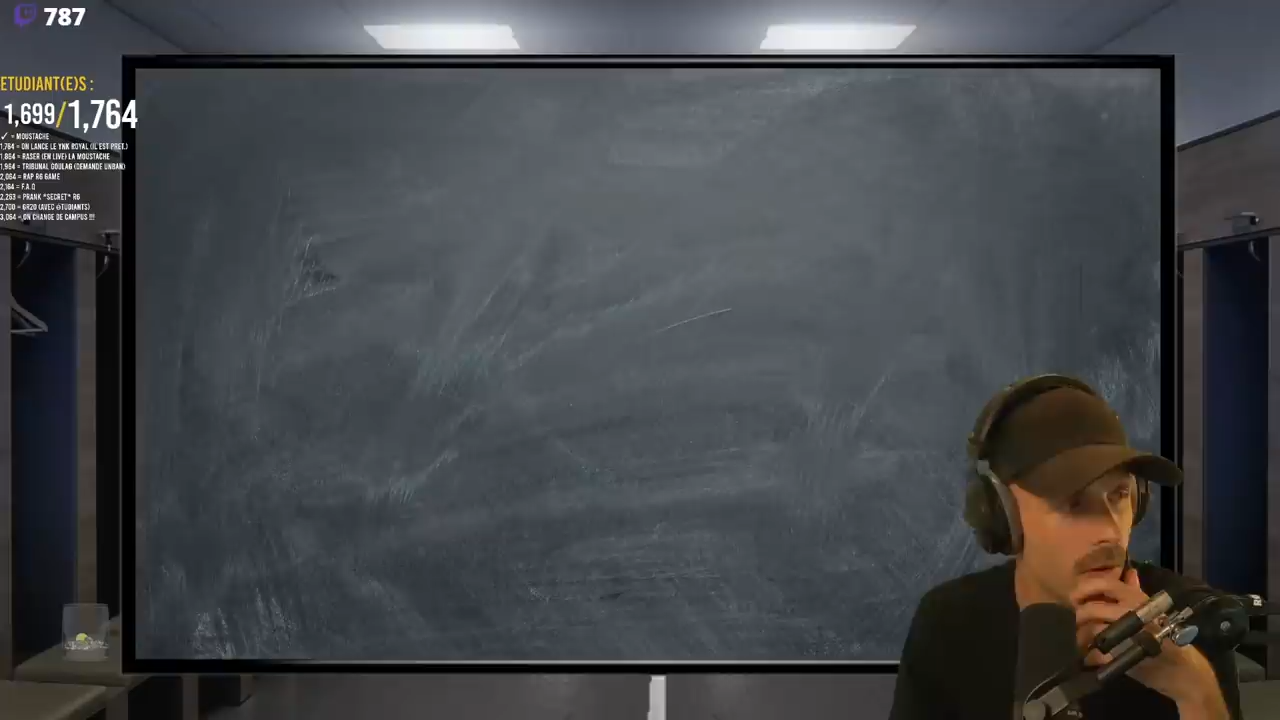 787
ETUDIANT(E)S :
1,699/1,764
✓ = MOUSTACHE
1,764 = ON LANCE LE YNK ROYAL (IL EST PRET.)
1,864 = RASER (EN LIVE) LA MOUSTACHE
1,964 = TRIBUNAL GOULAG (DEMANDE UNBAN)
2,064 = RAP R6 GAME
2,164 = F.A.Q
2,263 = PRANK "SECRET" R6
2,700 = GR20 (AVEC ÉTUDIANTS)
3,064 = ON CHANGE DE CAMPUS !!!